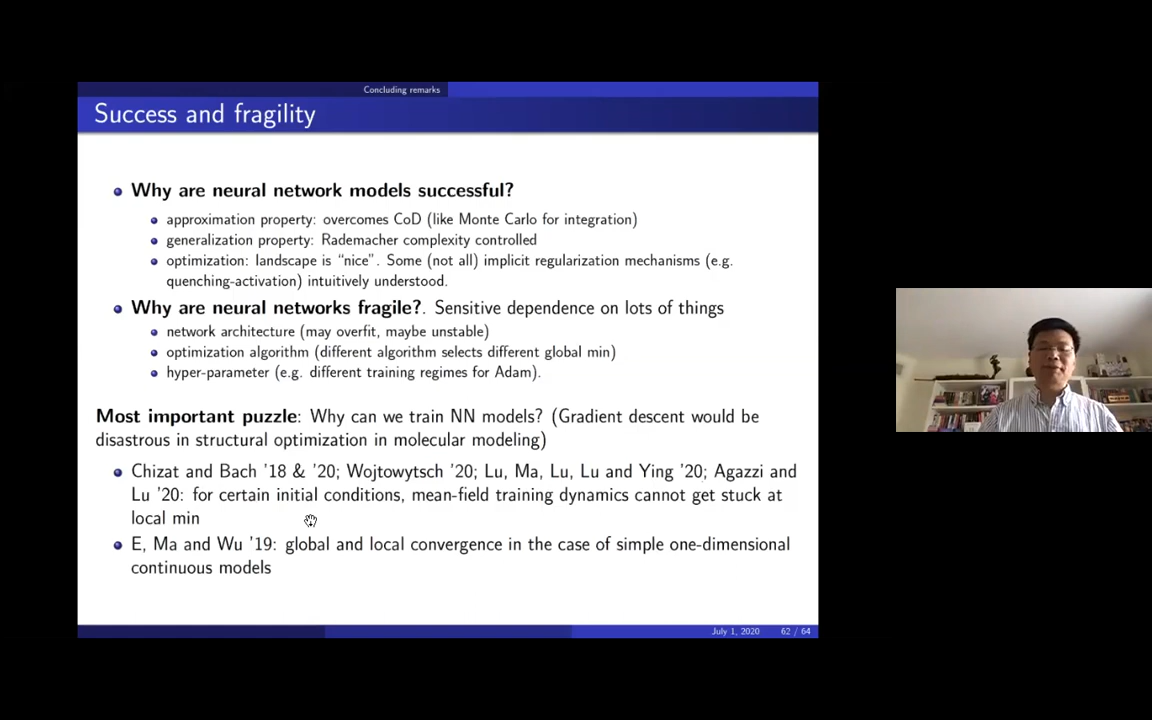 Concluding remarks
Success and fragility
Why are neural network models successful?
approximation property: overcomes CoD (like Monte Carlo for integration)
generalization property: Rademacher complexity controlled
optimization: landscape is “nice”. Some (not all) implicit regularization mechanisms (e.g.
quenching-activation) intuitively understood.
Why are neural networks fragile?. Sensitive dependence on lots of things
network architecture (may overfit, maybe unstable)
optimization algorithm (different algorithm selects different global min)
hyper-parameter (e.g. different training regimes for Adam).
Most important puzzle: Why can we train NN models? (Gradient descent would be
disastrous in structural optimization in molecular modeling)
Chizat and Bach '18 & '20; Wojtowytsch '20; Lu, Ma, Lu, Lu and Ying '20; Agazzi and
Lu '20: for certain initial conditions, mean-field training dynamics cannot get stuck at
local min
E, Ma and Wu '19: global and local convergence in the case of simple one-dimensional
continuous models
July 1, 2020 62 / 64